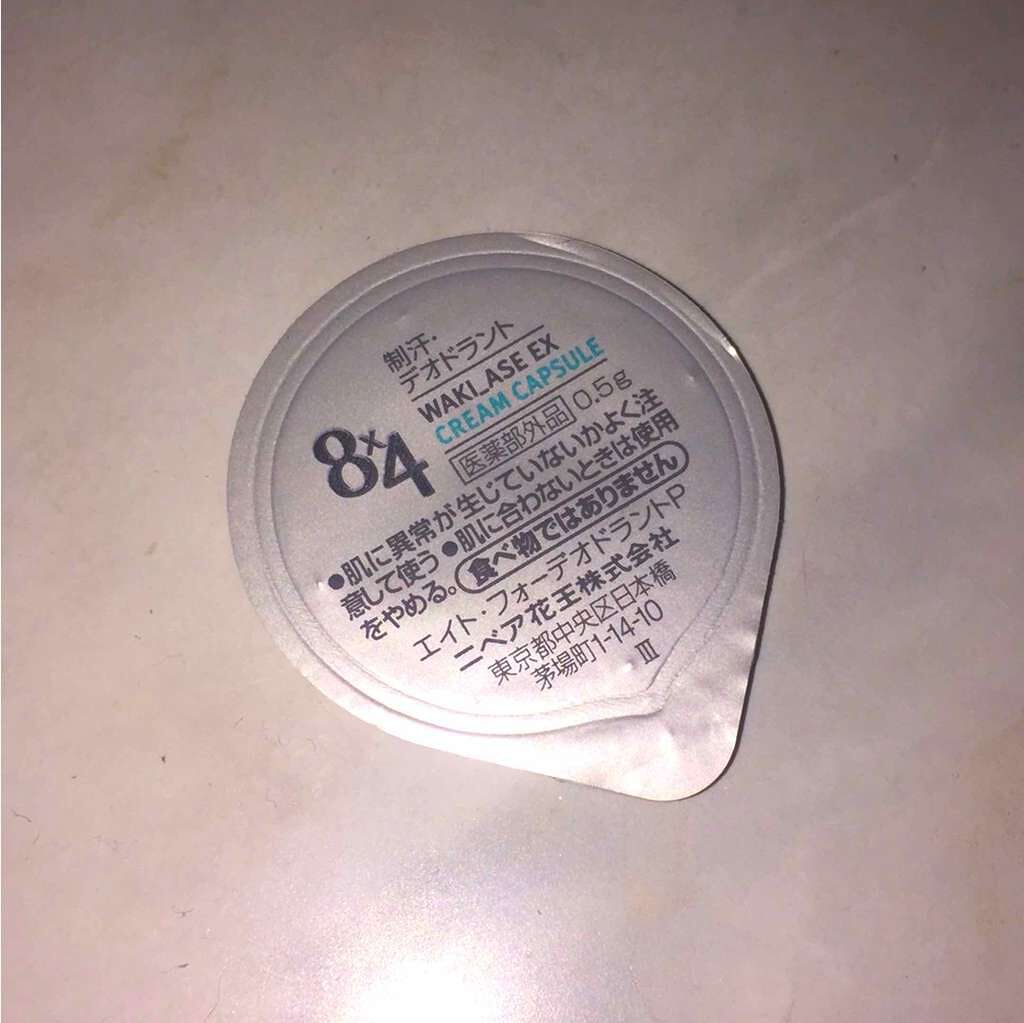 制汗・
デオドラント
WAKI_ASE EX
CREAM CAPSULE
医薬部外品 0.5g
8x4
●肌に異常が生じていないかよく注
意して使う ●肌に合わないときは使用
をやめる。 食べ物ではありません
エイト・フォーデオドラントP
ニベア花王株式会社
東京都中央区日本橋
茅場町1-14-10
III